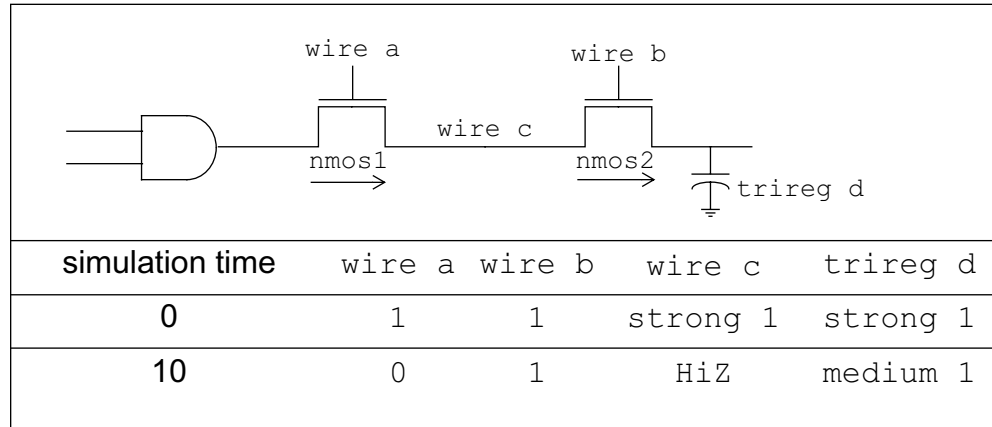 wire a
wire b
wire c
nmos1
nmos2
trireg d
simulation time wire a wire b wire c trireg d
0 1 1 strong 1 strong 1
10 0 1 HiZ medium 1